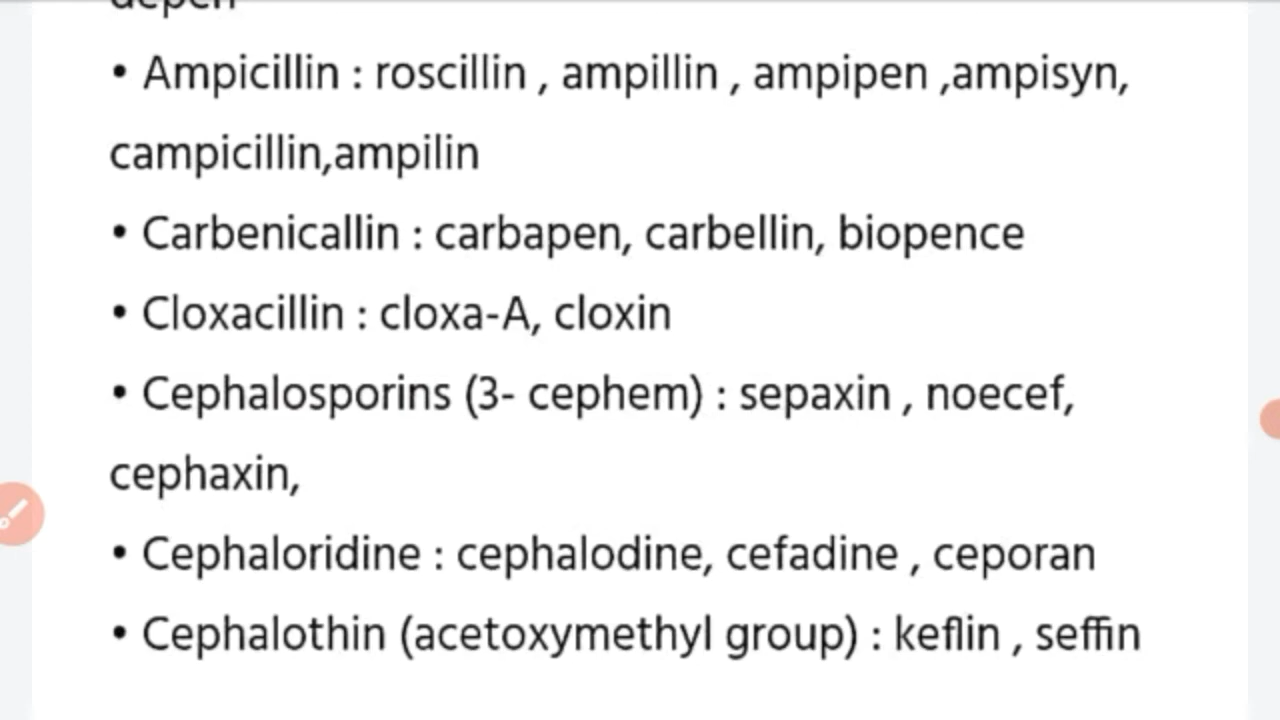 depen
• Ampicillin : roscillin , ampillin , ampipen ,ampisyn,
campicillin,ampilin
• Carbenicallin : carbapen, carbellin, biopence
• Cloxacillin : cloxa-A, cloxin
• Cephalosporins (3- cephem) : sepaxin , noecef,
cephaxin,
• Cephaloridine : cephalodine, cefadine , ceporan
• Cephalothin (acetoxymethyl group) : keflin , seffin